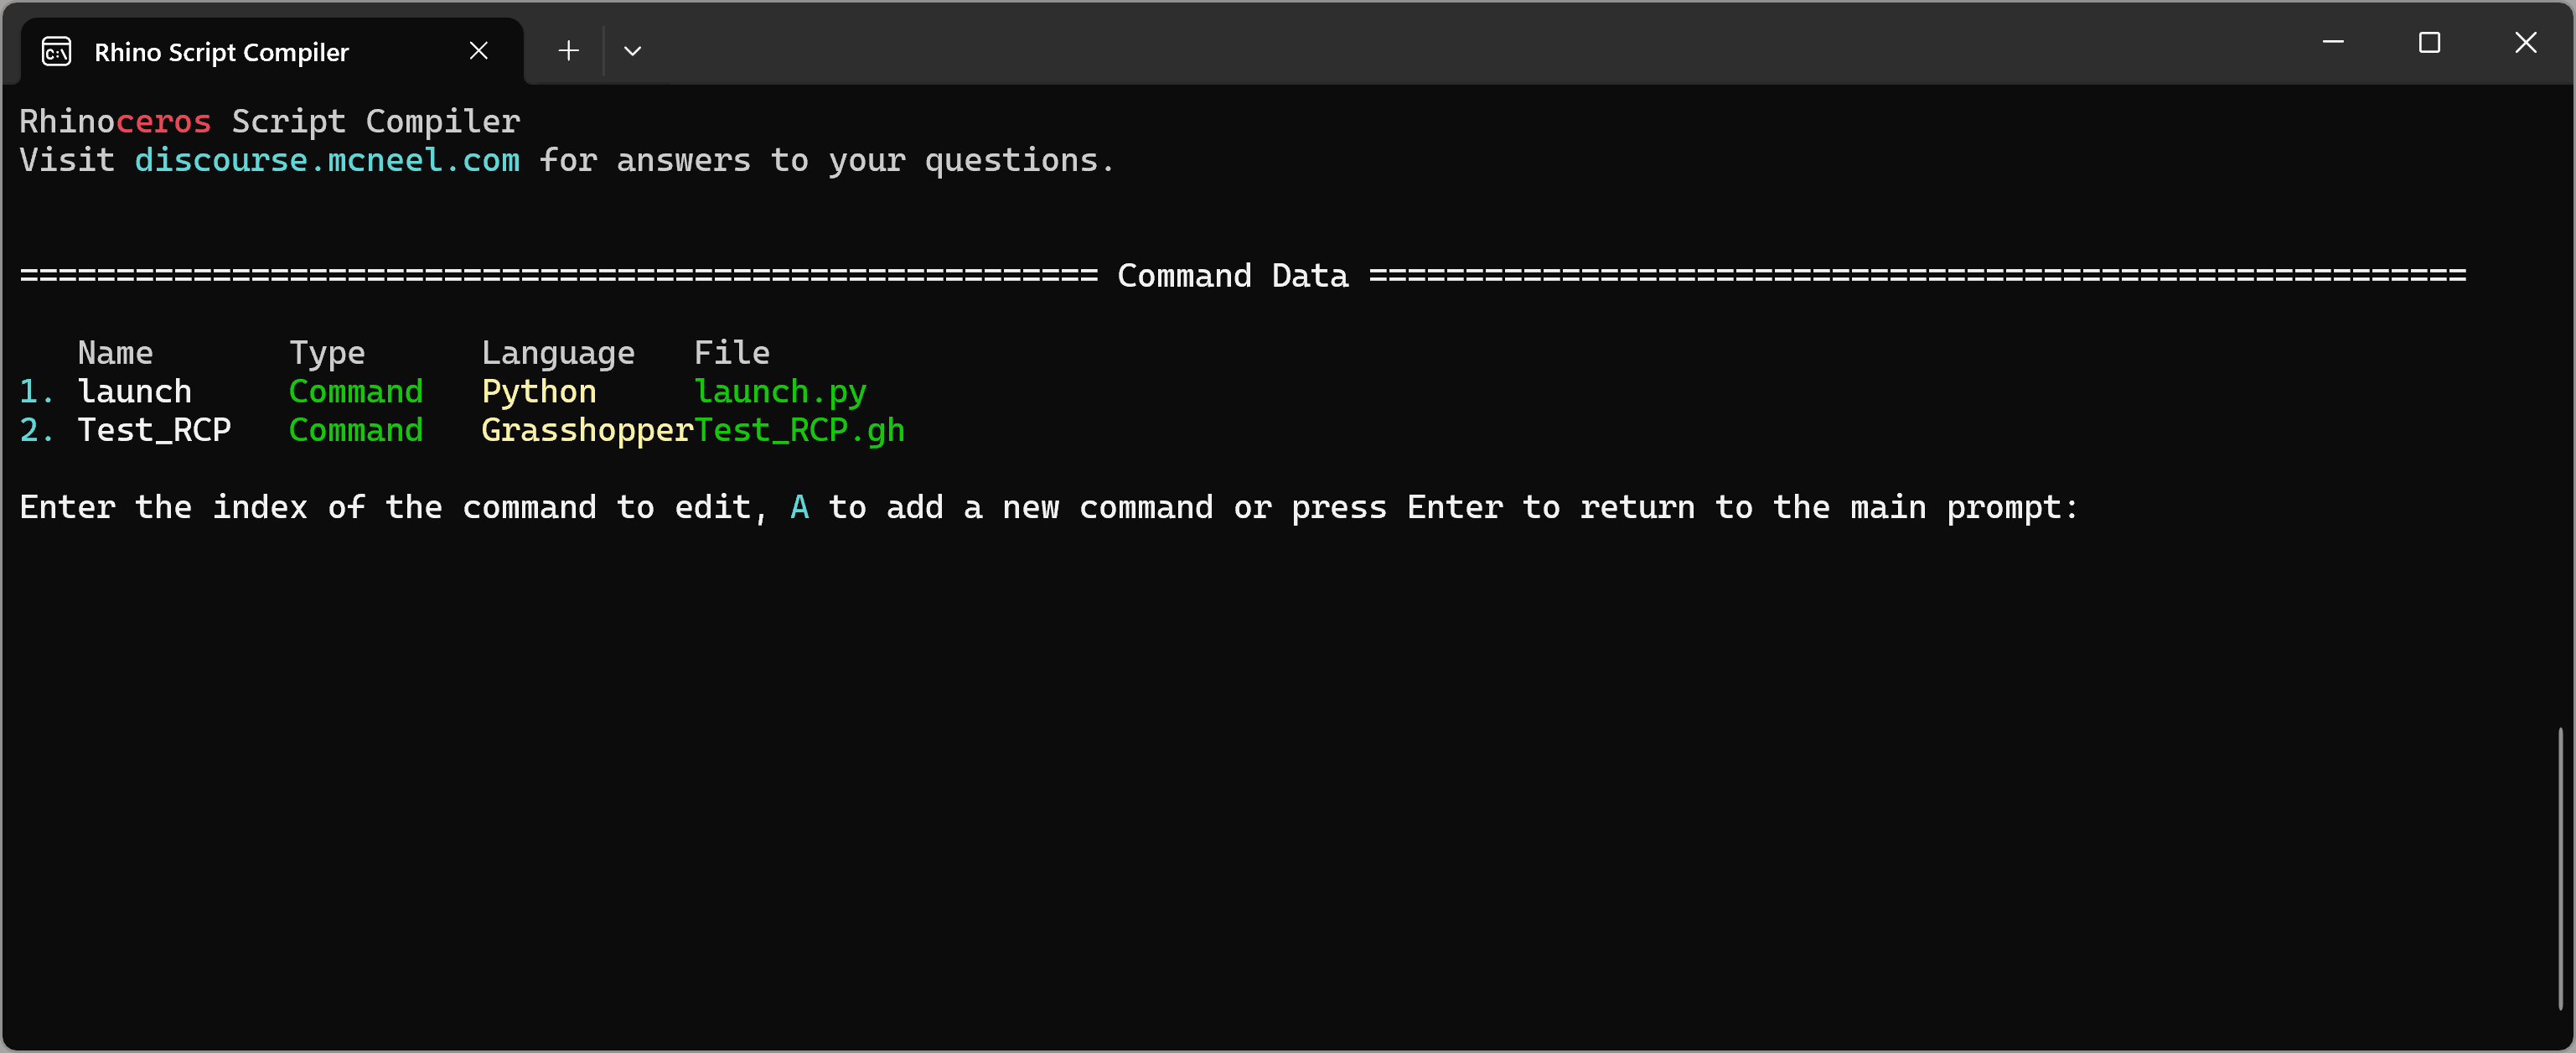 Rhino Script Compiler
Rhinoceros Script Compiler
Visit discourse.mcneel.com for answers to your questions.
======================================================== Command Data =========================================================
Name Type Language File
1. launch Command Python launch.py
2. Test_RCP Command GrasshopperTest_RCP.gh
Enter the index of the command to edit, A to add a new command or press Enter to return to the main prompt: